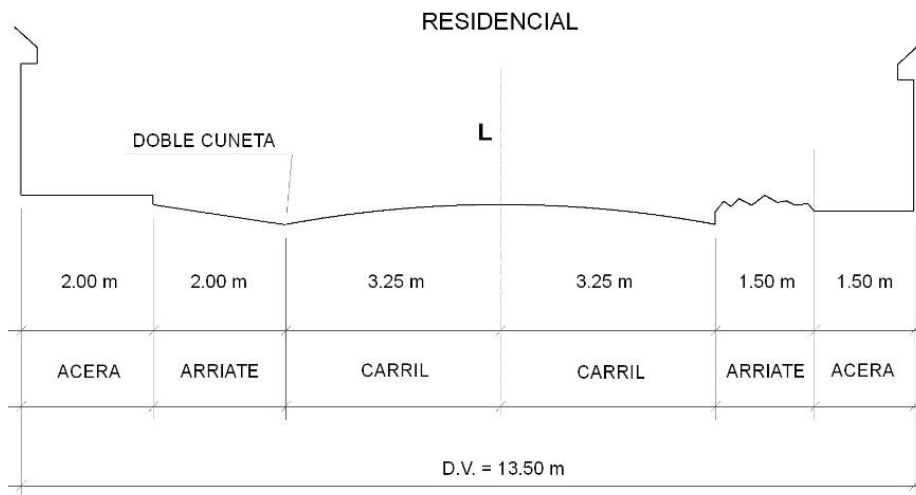 RESIDENCIAL
L
DOBLE CUNETA
2.00 m 2.00 m 3.25 m 3.25 m 1.50 m 1.50 m
ACERA ARRIATE CARRIL CARRIL ARRIATE ACERA
D.V. = 13.50 m